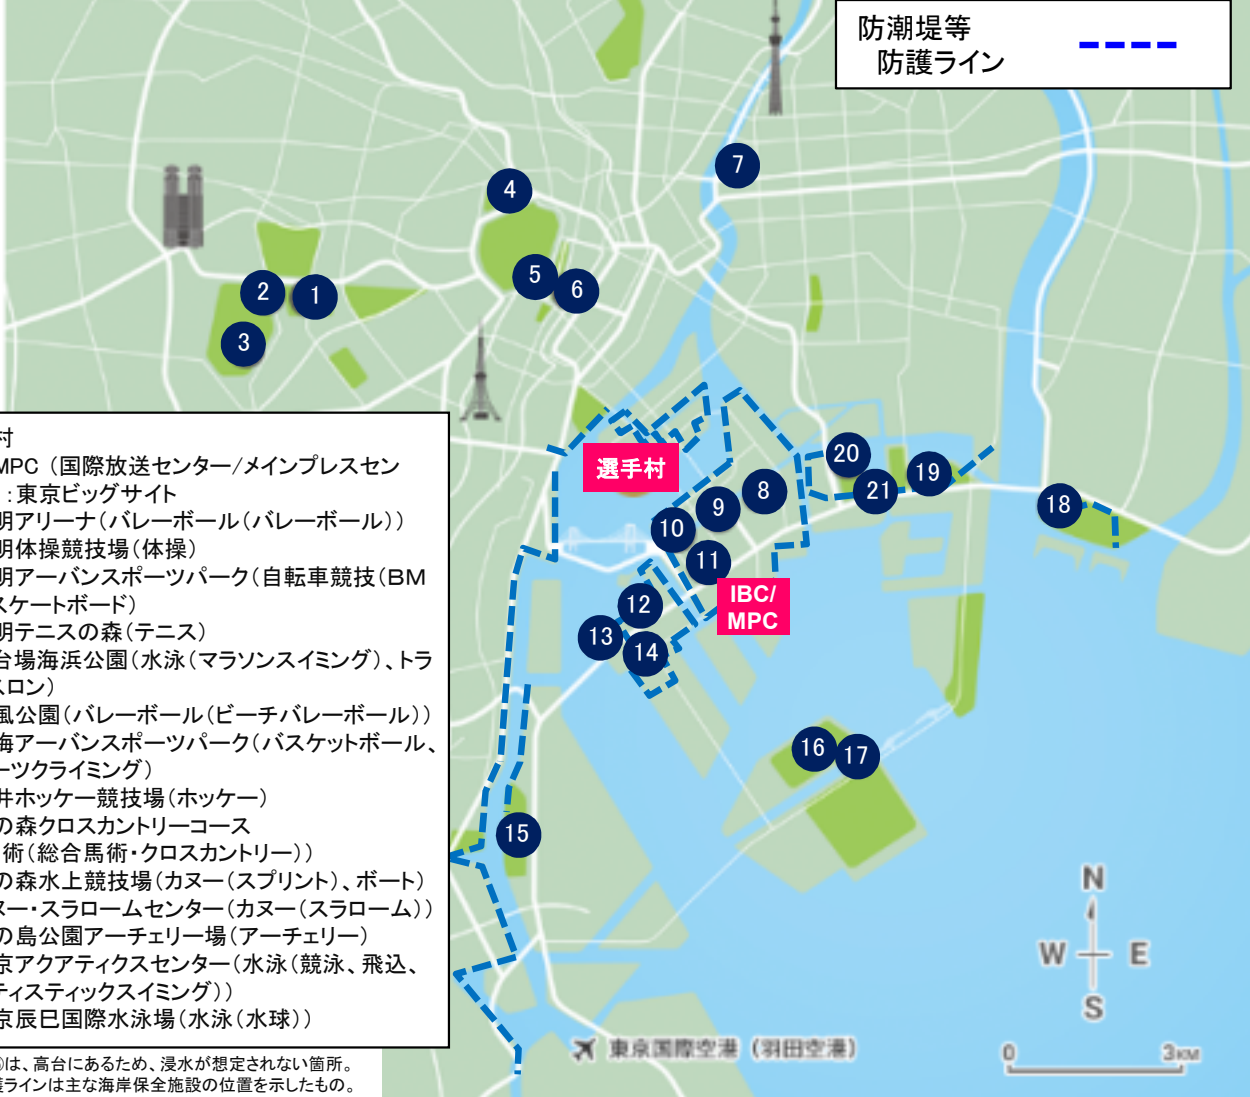 防潮堤等
防護ライン
7
4
5
6
2
1
3
選手村
20
19
8
21
9
18
10
11
IBC/
MPC
12
13
14
16
17
15
村
MPC（国際放送センター/メインプレスセン
：東京ビッグサイト
明アリーナ（バレーボール（バレーボール））
明体操競技場（体操）
明アーバンスポーツパーク（自転車競技（BM
スケートボード）
明テニスの森（テニス）
台場海浜公園（水泳（マラソンスイミング）、トラ
スロン）
風公園（バレーボール（ビーチバレーボール））
海アーバンスポーツパーク（バスケットボール、
ーツクライミング）
井ホッケー競技場（ホッケー）
の森クロスカントリーコース
術（総合馬術・クロスカントリー））
の森水上競技場（カヌー（スプリント）、ボート）
ヌー・スラロームセンター（カヌー（スラローム））
の島公園アーチェリー場（アーチェリー）
京アクアティクスセンター（水泳（競泳、飛込、
ティスティックスイミング））
京辰巳国際水泳場（水泳（水球））
は、高台にあるため、浸水が想定されない箇所。
護ラインは主な海岸保全施設の位置を示したもの。
N
W E
S
東京国際空港（羽田空港）
0 3KM